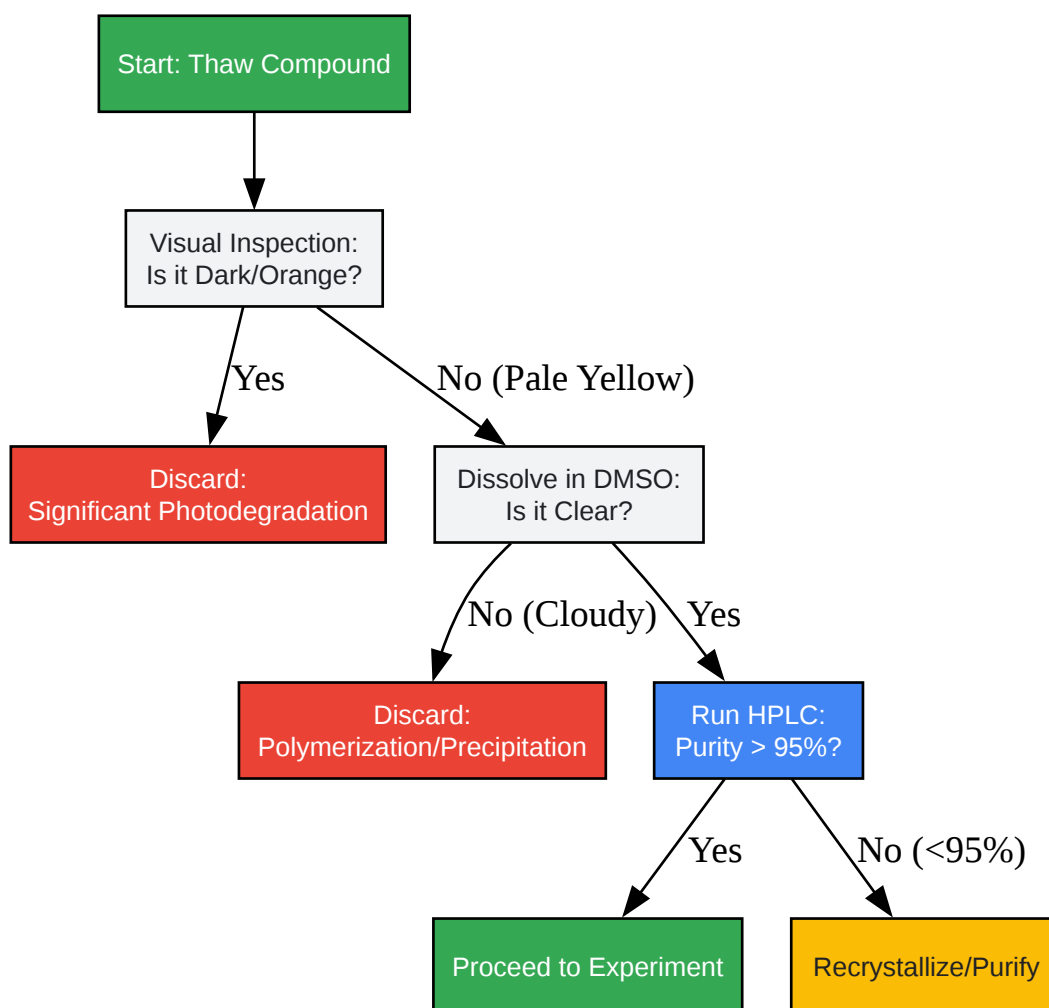 Start: Thaw Compound
Visual Inspection:
Is it Dark/Orange?
Yes
No (Pale Yellow)
Discard:
Significant Photodegradation
Dissolve in DMSO:
Is it Clear?
No (Cloudy)
Yes
Discard:
Polymerization/Precipitation
Run HPLC:
Purity > 95%?
Yes
No (<95%)
Proceed to Experiment
Recrystallize/Purify